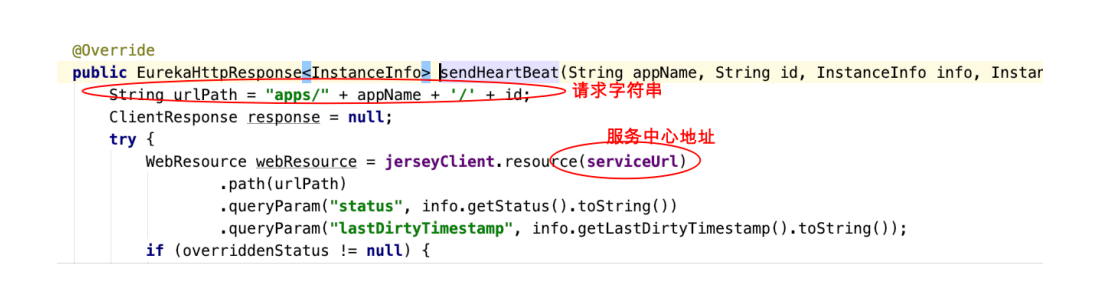 @Override
public EurekaHttpResponse<InstanceInfo> sendHeartBeat(String appName, String id, InstanceInfo info, Instan
String urlPath = "apps/" + appName + '/' + id; 请求字符串
ClientResponse response = null;
try {
服务中心地址
WebResource webResource = jerseyClient.resource(serviceUrl)
.path(urlPath)
.queryParam("status", info.getStatus().toString())
.queryParam("lastDirtyTimestamp", info.getLastDirtyTimestamp().toString());
if (overriddenStatus != null) {